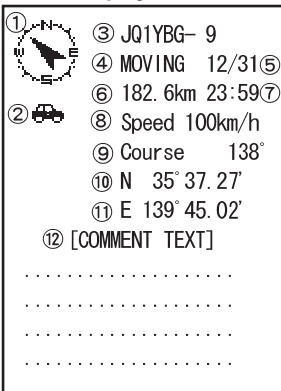 ① N
W E
S
③ JQ1YBG- 9
④ MOVING 12/31⑤
⑥ 182.6km 23:59⑦
② ⑧ Speed 100km/h
⑨ Course 138°
⑩ N 35°37.27'
⑪ E 139°45.02'
⑫ [COMMENT TEXT]
....................
....................
....................
....................